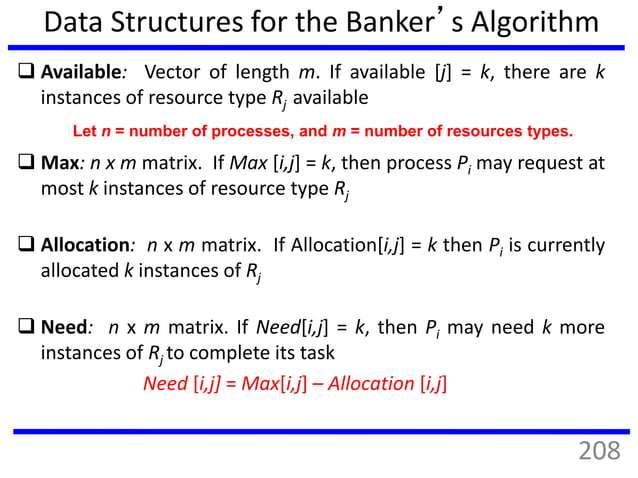 Data Structures for the Banker’s Algorithm
❑ Available: Vector of length m. If available [j] = k, there are k
instances of resource type Rj available
Let n = number of processes, and m = number of resources types.
❑ Max: n x m matrix. If Max [i,j] = k, then process Pi may request at
most k instances of resource type Rj
❑ Allocation: n x m matrix. If Allocation[i,j] = k then Pi is currently
allocated k instances of Rj
❑ Need: n x m matrix. If Need[i,j] = k, then Pi may need k more
instances of Rj to complete its task
Need [i,j] = Max[i,j] – Allocation [i,j]
208